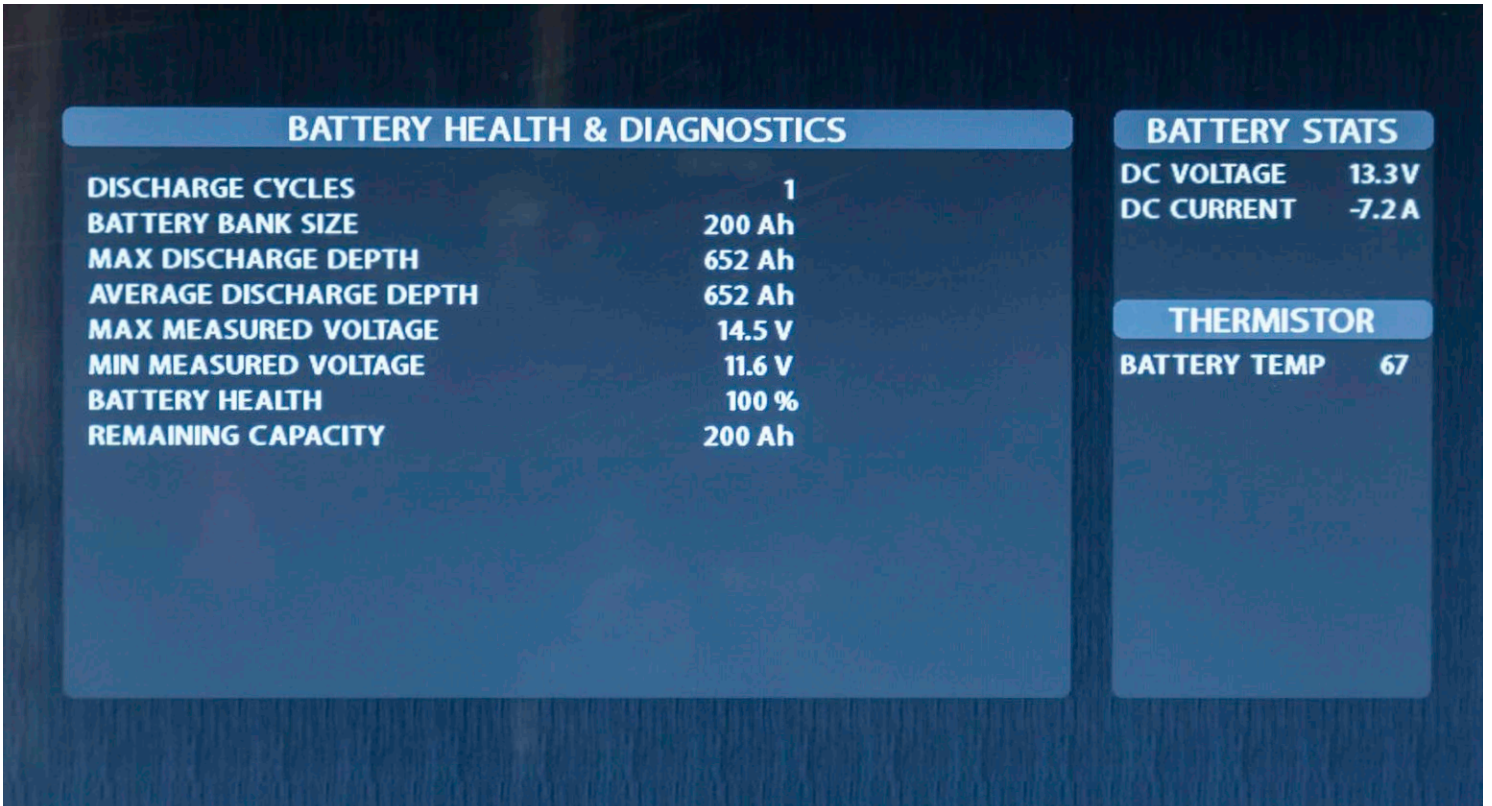 BATTERY HEALTH & DIAGNOSTICS
DISCHARGE CYCLES 1
BATTERY BANK SIZE 200 Ah
MAX DISCHARGE DEPTH 652 Ah
AVERAGE DISCHARGE DEPTH 652 Ah
MAX MEASURED VOLTAGE 14.5 V
MIN MEASURED VOLTAGE 11.6 V
BATTERY HEALTH 100 %
REMAINING CAPACITY 200 Ah
BATTERY STATS
DC VOLTAGE 13.3 V
DC CURRENT -7.2 A
THERMISTOR
BATTERY TEMP 67